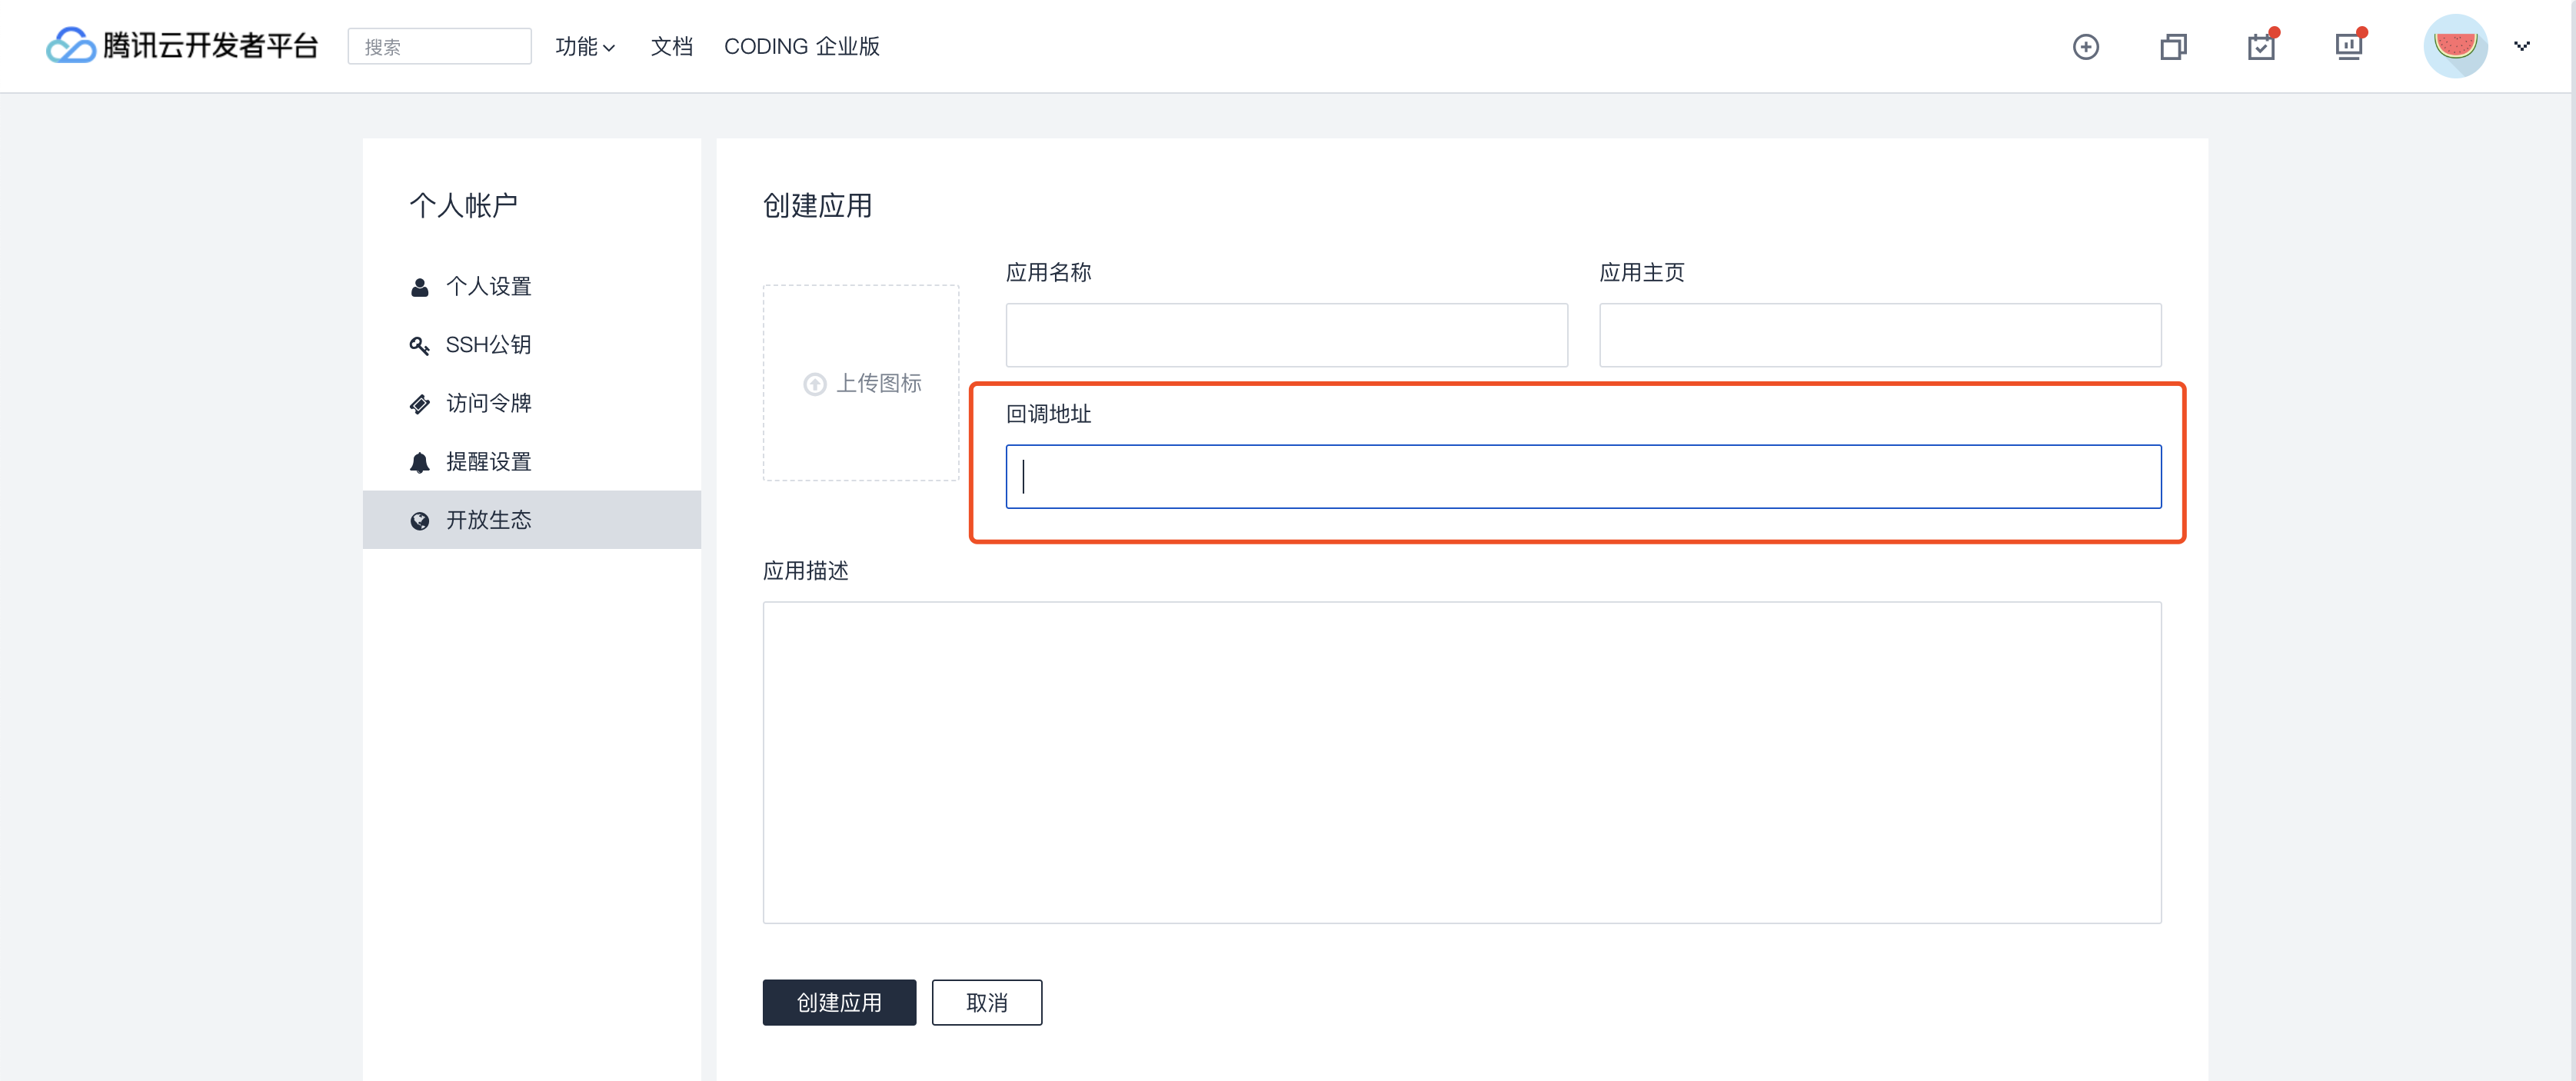 腾讯云开发者平台 搜索 功能 文档 CODING 企业版
个人帐户
个人设置
SSH公钥
访问令牌
提醒设置
开放生态
创建应用
上传图标
应用名称
应用主页
回调地址
应用描述
创建应用 取消